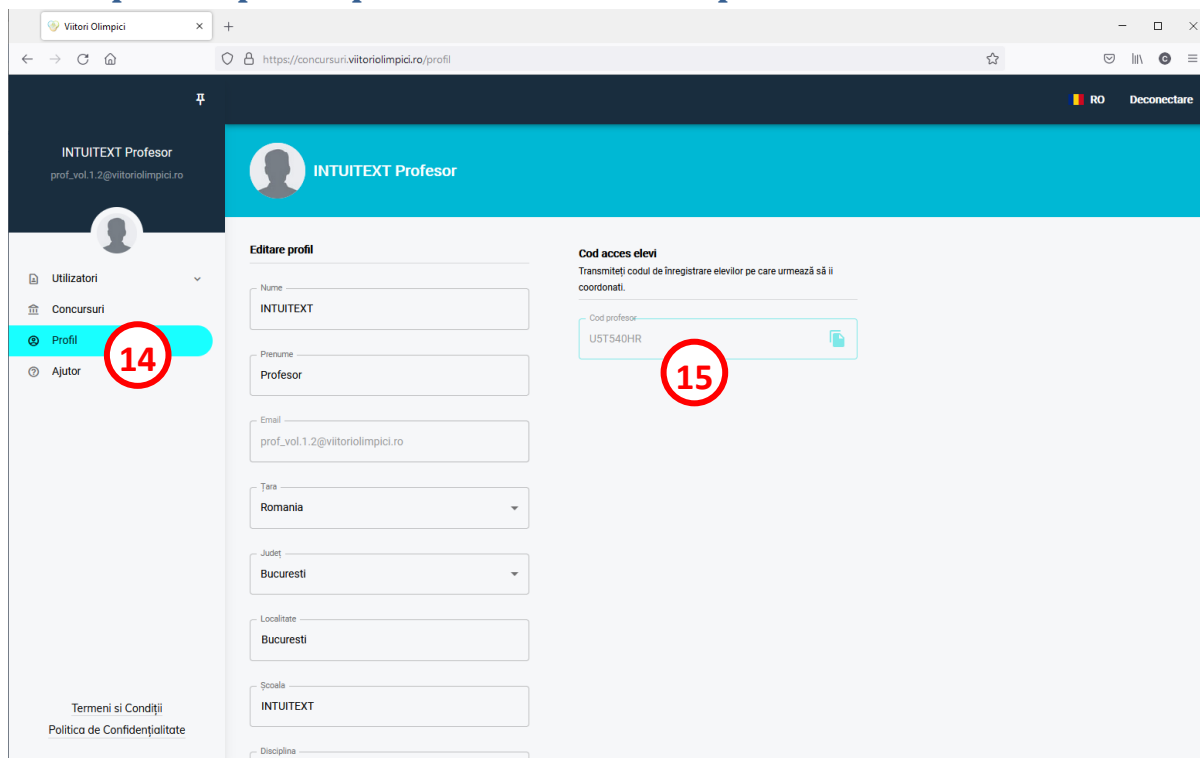 Viitori Olimpici
https://concursuri.viitoriolimpici.ro/profil
RO Deconectare
INTUITEXT Profesor
prof_vol.1.2@viitoriolimpici.ro
Utilizatori
Concursuri
Profil
14
Ajutor
Termeni si Condiții
Politica de Confidențialitate
INTUITEXT Profesor
Editare profil
Nume
INTUITEXT
Prenume
Profesor
Email
prof_vol.1.2@viitoriolimpici.ro
Țara
Romania
Județ
Bucuresti
Localitate
Bucuresti
Școala
INTUITEXT
Disciplina
Cod acces elevi
Transmiteți codul de înregistrare elevilor pe care urmează să ii
coordonati.
Cod profesor
U5T540HR
15